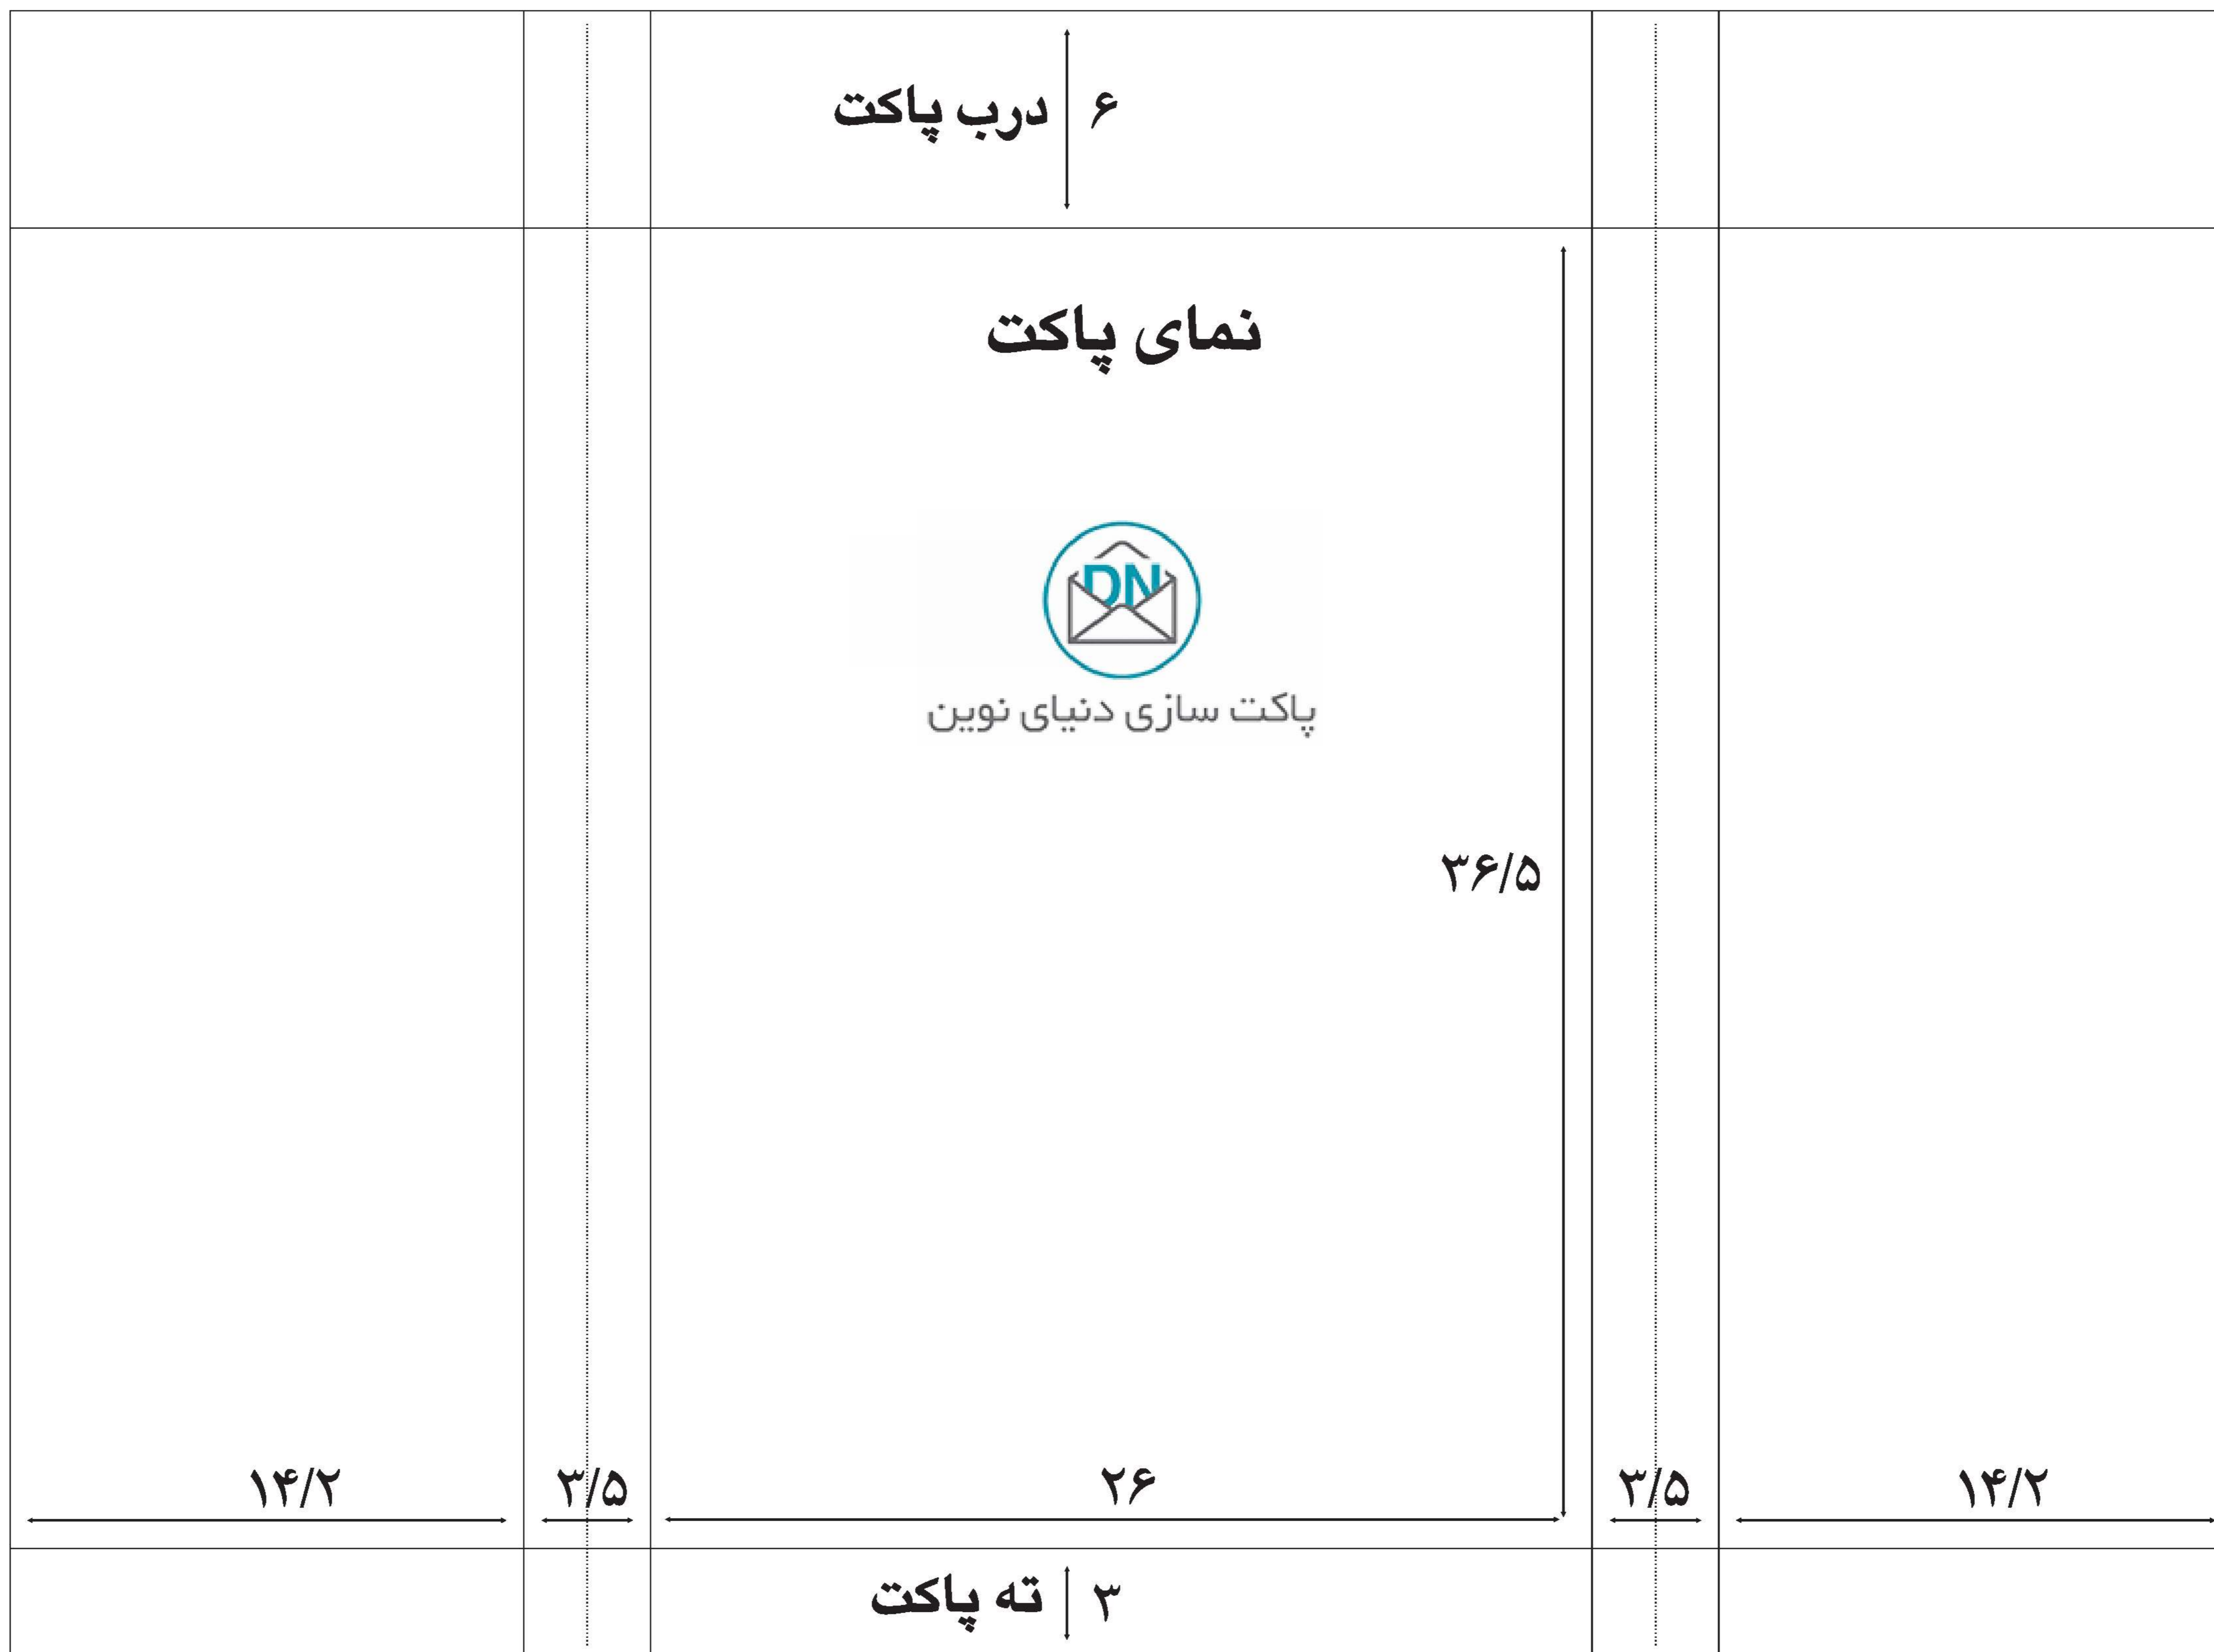 ۶ درب پاکت
نمای پاکت
DN
پاکت سازی دنیای نوین
۳۶/۵
۱۴/۲
۳/۵
۲۶
۳/۵
۱۴/۲
۳ ته پاکت